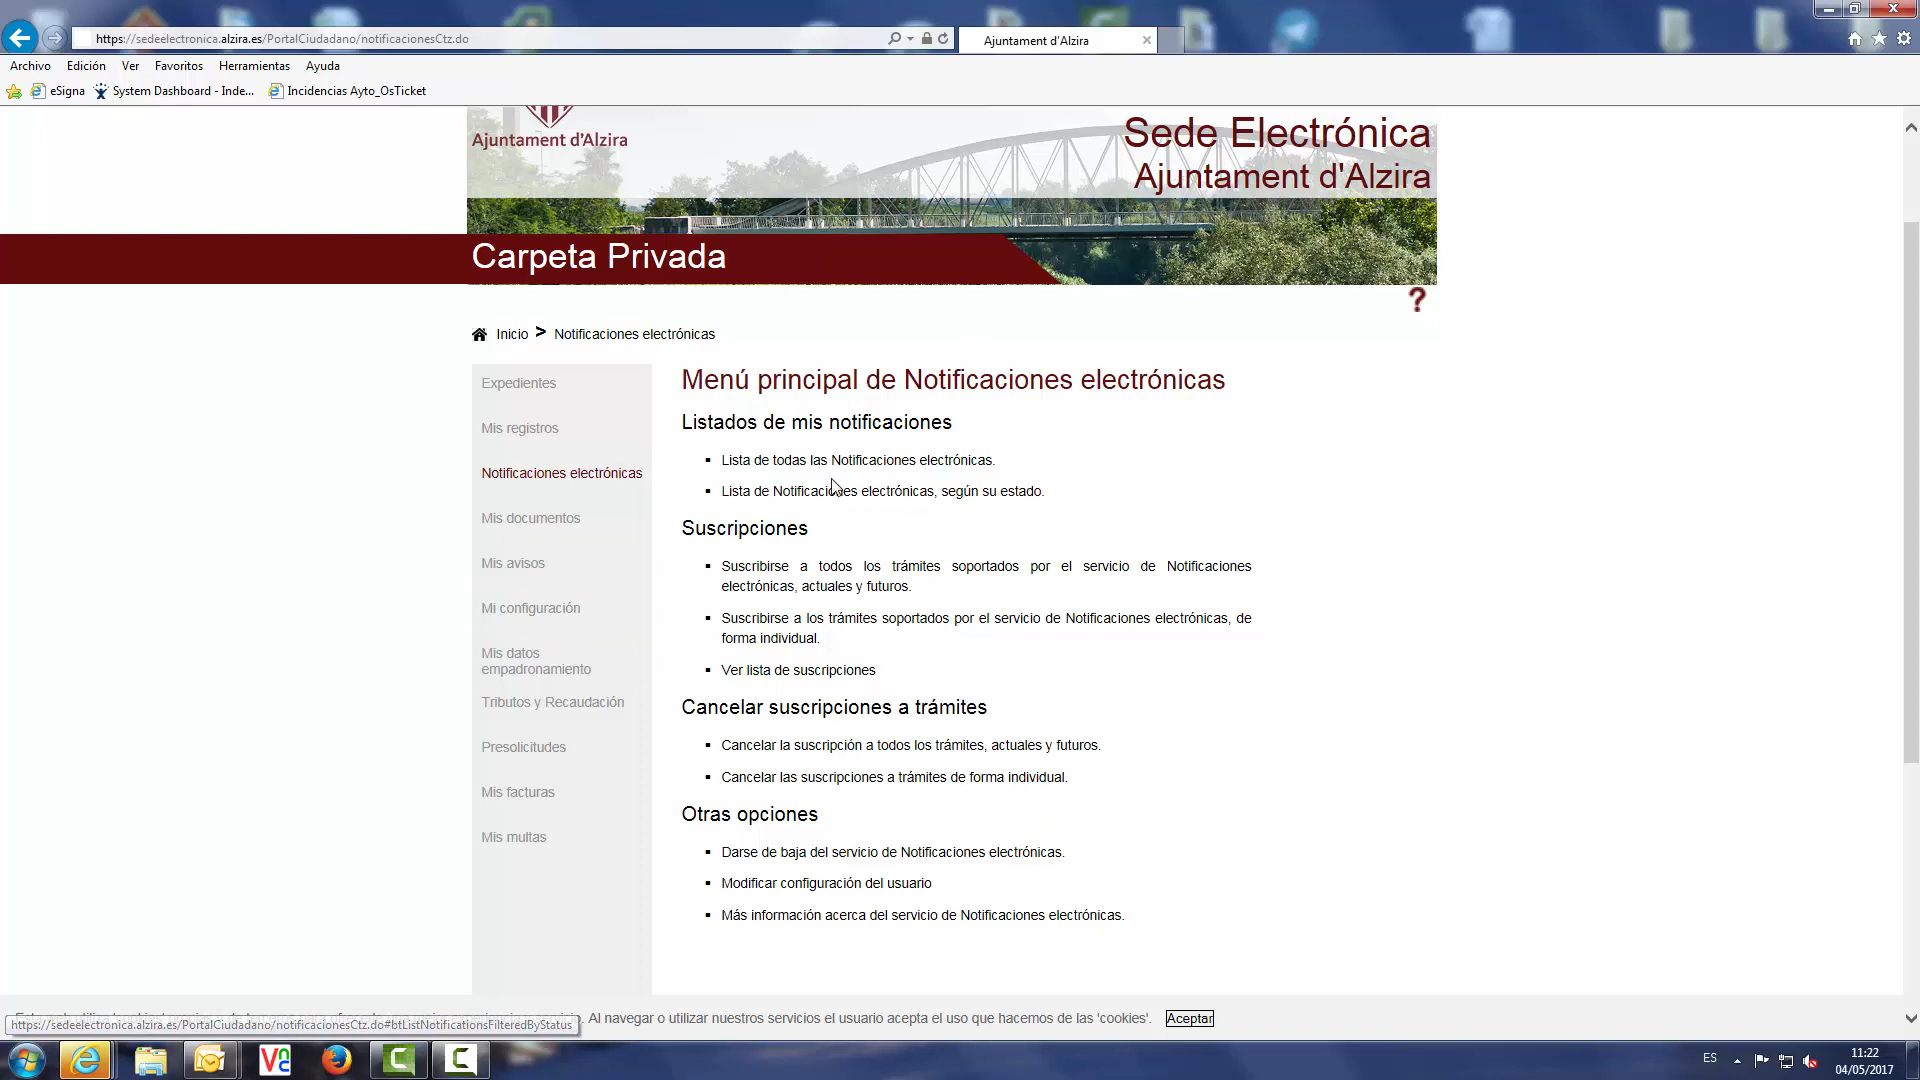 https://sedeelectronica.alzira.es/PortalCiudadano/notificacionesCtz.do
Ajuntament d'Alzira
Archivo Edición Ver Favoritos Herramientas Ayuda
eSigna System Dashboard - Inde... Incidencias Ayto_OsTicket
Ajuntament d'Alzira
Sede Electrónica
Ajuntament d'Alzira
Carpeta Privada
?
Inicio > Notificaciones electrónicas
Expedientes
Mis registros
Notificaciones electrónicas
Mis documentos
Mis avisos
Mi configuración
Mis datos
empadronamiento
Tributos y Recaudación
Presolicitudes
Mis facturas
Mis multas
Menú principal de Notificaciones electrónicas
Listados de mis notificaciones
Lista de todas las Notificaciones electrónicas.
Lista de Notificaciones electrónicas, según su estado.
Suscripciones
Suscribirse a todos los trámites soportados por el servicio de Notificaciones
electrónicas, actuales y futuros.
Suscribirse a los trámites soportados por el servicio de Notificaciones electrónicas, de
forma individual.
Ver lista de suscripciones
Cancelar suscripciones a trámites
Cancelar la suscripción a todos los trámites, actuales y futuros.
Cancelar las suscripciones a trámites de forma individual.
Otras opciones
Darse de baja del servicio de Notificaciones electrónicas.
Modificar configuración del usuario
Más información acerca del servicio de Notificaciones electrónicas.
Al navegar o utilizar nuestros servicios el usuario acepta el uso que hacemos de las 'cookies'. Aceptar
https://sedeelectronica.alzira.es/PortalCiudadano/notificacionesCtz.do#btListNotificationsFilteredByStatus
ES
11:22
04/05/2017